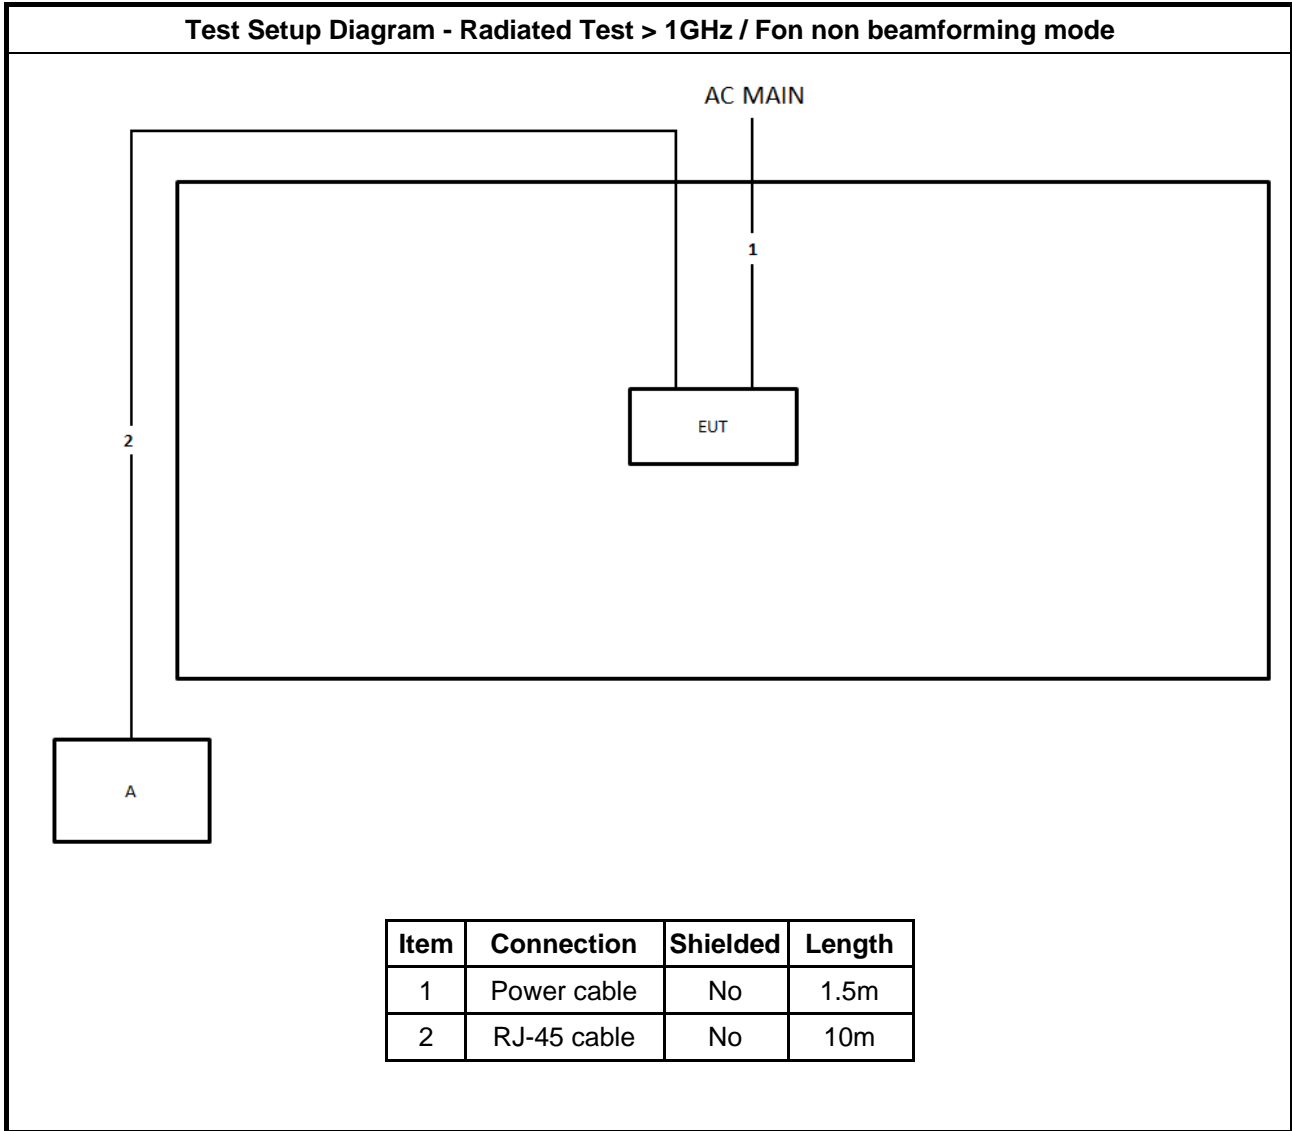 Test Setup Diagram - Radiated Test > 1GHz / Fon non beamforming mode
AC MAIN
1
EUT
2
A
Item Connection Shielded Length
1 Power cable No 1.5m
2 RJ-45 cable No 10m